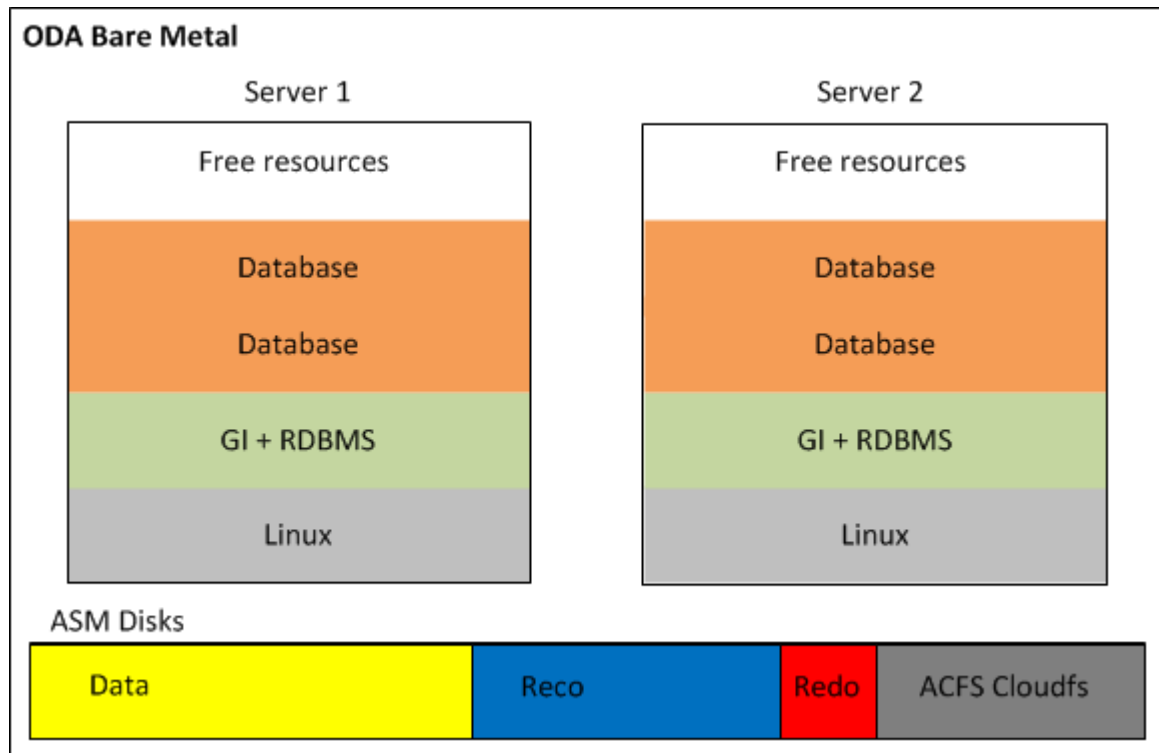 ODA Bare Metal
Server 1
Server 2
Free resources
Database
Database
GI + RDBMS
Linux
Free resources
Database
Database
GI + RDBMS
Linux
ASM Disks
Data
Reco
Redo
ACFS Cloudfs